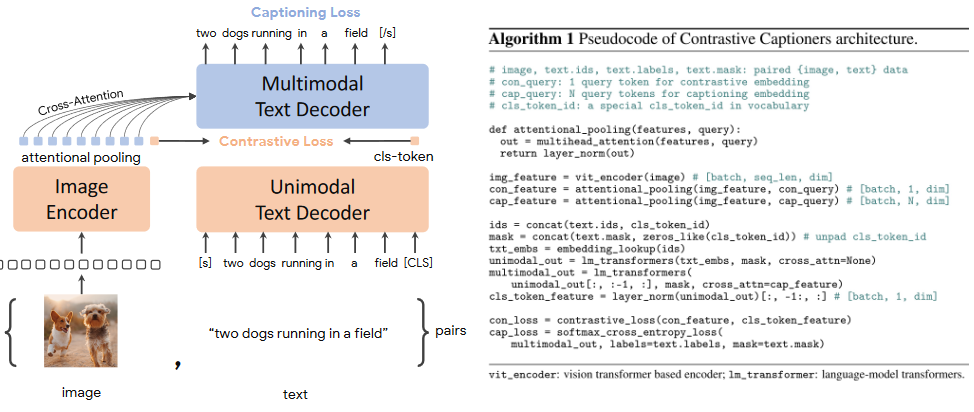 Captioning Loss
two dogs running in a field [/s]
Multimodal
Text Decoder
Cross-Attention
attentional pooling
Contrastive Loss
cls-token
Image
Encoder
Unimodal
Text Decoder
[s] two dogs running in a field [CLS]
{
,
“two dogs running in a field”
} pairs
image
text
Algorithm 1 Pseudocode of Contrastive Captioners architecture.
# image, text.ids, text.labels, text.mask: paired {image, text} data
# con_query: 1 query token for contrastive embedding
# cap_query: N query tokens for captioning embedding
# cls_token_id: a special cls_token_id in vocabulary
def attentional_pooling(features, query):
  out = multihead_attention(features, query)
  return layer_norm(out)
img_feature = vit_encoder(image) # [batch, seq_len, dim]
con_feature = attentional_pooling(img_feature, con_query) # [batch, 1, dim]
cap_feature = attentional_pooling(img_feature, cap_query) # [batch, N, dim]
ids = concat(text.ids, cls_token_id)
mask = concat(text.mask, zeros_like(cls_token_id)) # unpad cls_token_id
txt_embs = embedding_lookup(ids)
unimodal_out = lm_transformers(txt_embs, mask, cross_attn=None)
multimodal_out = lm_transformers(
    unimodal_out[:, :-1, :], mask, cross_attn=cap_feature)
cls_token_feature = layer_norm(unimodal_out)[:, -1:, :] # [batch, 1, dim]
con_loss = contrastive_loss(con_feature, cls_token_feature)
cap_loss = softmax_cross_entropy_loss(
    multimodal_out, labels=text.labels, mask=text.mask)
vit_encoder: vision transformer based encoder; lm_transformer: language-model transformers.